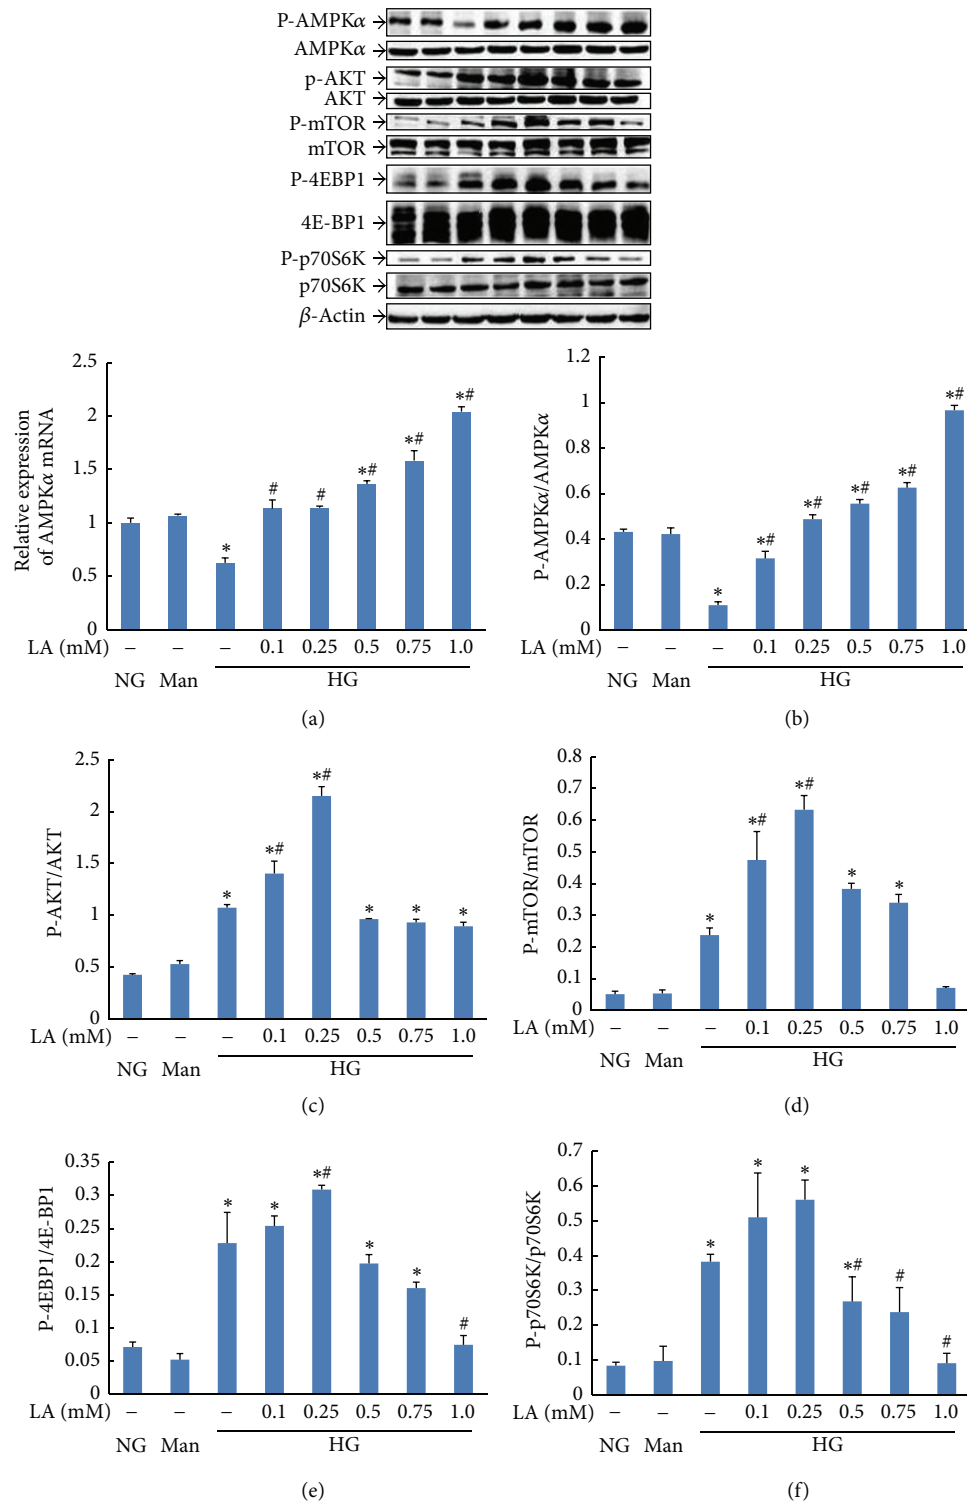 P-AMPKα
AMPKα
p-AKT
AKT
P-mTOR
mTOR
P-4EBP1
4E-BP1
P-p70S6K
p70S6K
β-Actin
Relative expression
of AMPKα mRNA
2.5
2
1.5
1
0.5
0
*
#
#
*#
*#
*#
LA (mM) – – – 0.1 0.25 0.5 0.75 1.0
NG Man HG
(a)
P-AMPKα/AMPKα
1.2
1
0.8
0.6
0.4
0.2
0
*
*#
*#
*#
*#
*#
– – – 0.1 0.25 0.5 0.75 1.0
NG Man HG
(b)
P-AKT/AKT
2.5
2
1.5
1
0.5
0
*
*#
*#
*
*
*
LA (mM) – – – 0.1 0.25 0.5 0.75 1.0
NG Man HG
(c)
P-mTOR/mTOR
0.8
0.7
0.6
0.5
0.4
0.3
0.2
0.1
0
*
*#
*#
*
*
LA (mM) – – – 0.1 0.25 0.5 0.75 1.0
NG Man HG
(d)
P-4EBP1/4E-BP1
0.35
0.3
0.25
0.2
0.15
0.1
0.05
0
*
*
*#
*
*
#
LA (mM) – – – 0.1 0.25 0.5 0.75 1.0
NG Man HG
(e)
P-p70S6K/p70S6K
0.7
0.6
0.5
0.4
0.3
0.2
0.1
0
*
*
*
*#
#
#
LA (mM) – – – 0.1 0.25 0.5 0.75 1.0
NG Man HG
(f)